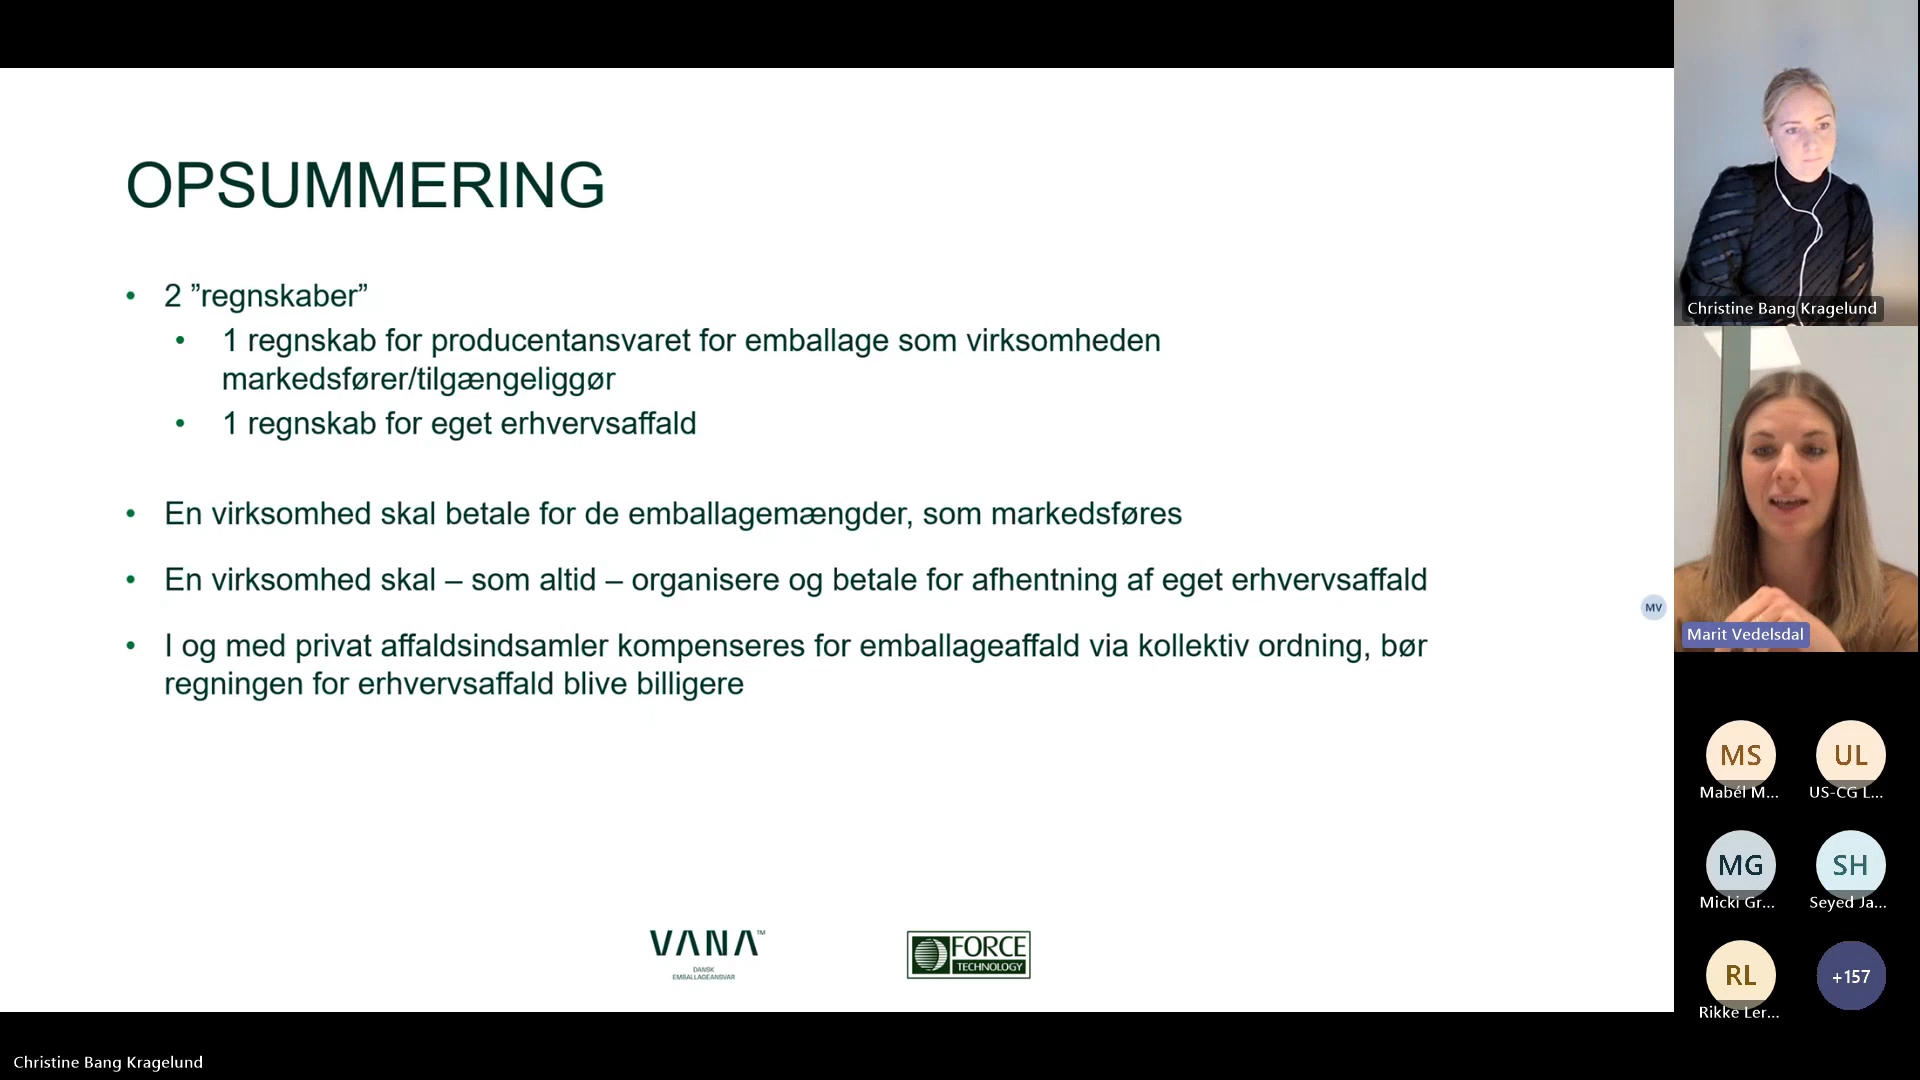 OPSUMMERING
• 2 ”regnskaber”
• 1 regnskab for producentansvaret for emballage som virksomheden
markedsfører/tilgængeliggør
• 1 regnskab for eget erhvervsaffald
• En virksomhed skal betale for de emballagemængder, som markedsføres
• En virksomhed skal – som altid – organisere og betale for afhentning af eget erhvervsaffald
• I og med privat affaldsindsamler kompenseres for emballageaffald via kollektiv ordning, bør
regningen for erhvervsaffald blive billigere
VANA™
DANSK
EMBALLAGEANSVAR
FORCE
TECHNOLOGY
Christine Bang Kragelund
MV
Marit Vedelsdal
MS
Mabél M...
UL
US-CG L...
MG
Micki Gr...
SH
Seyed Ja...
RL
Rikke Ler...
+157
Christine Bang Kragelund